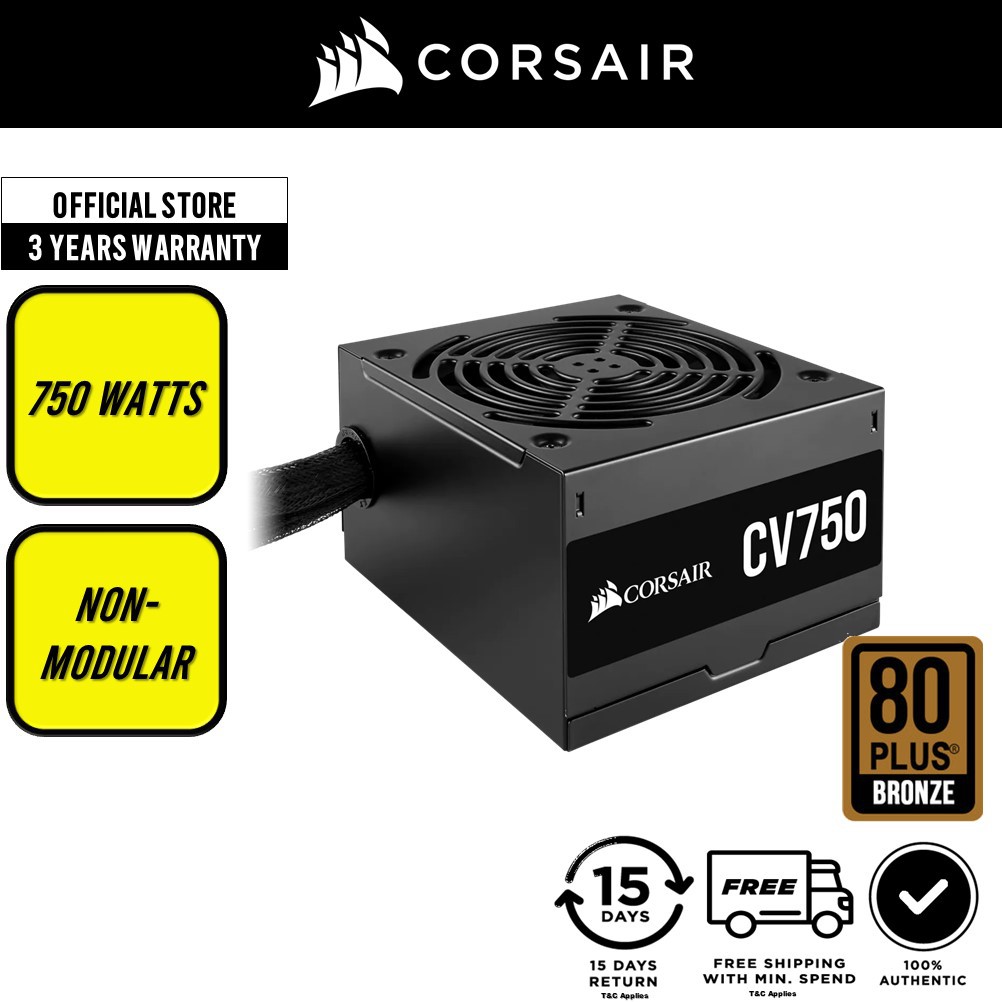 CORSAIR
OFFICIAL STORE
3 YEARS WARRANTY
750 WATTS
NON-
MODULAR
CORSAIR
CV750
80
PLUS®
BRONZE
15
DAYS
15 DAYS
RETURN
T&C Applies
FREE
FREE SHIPPING
WITH MIN. SPEND
T&C Applies
100%
AUTHENTIC